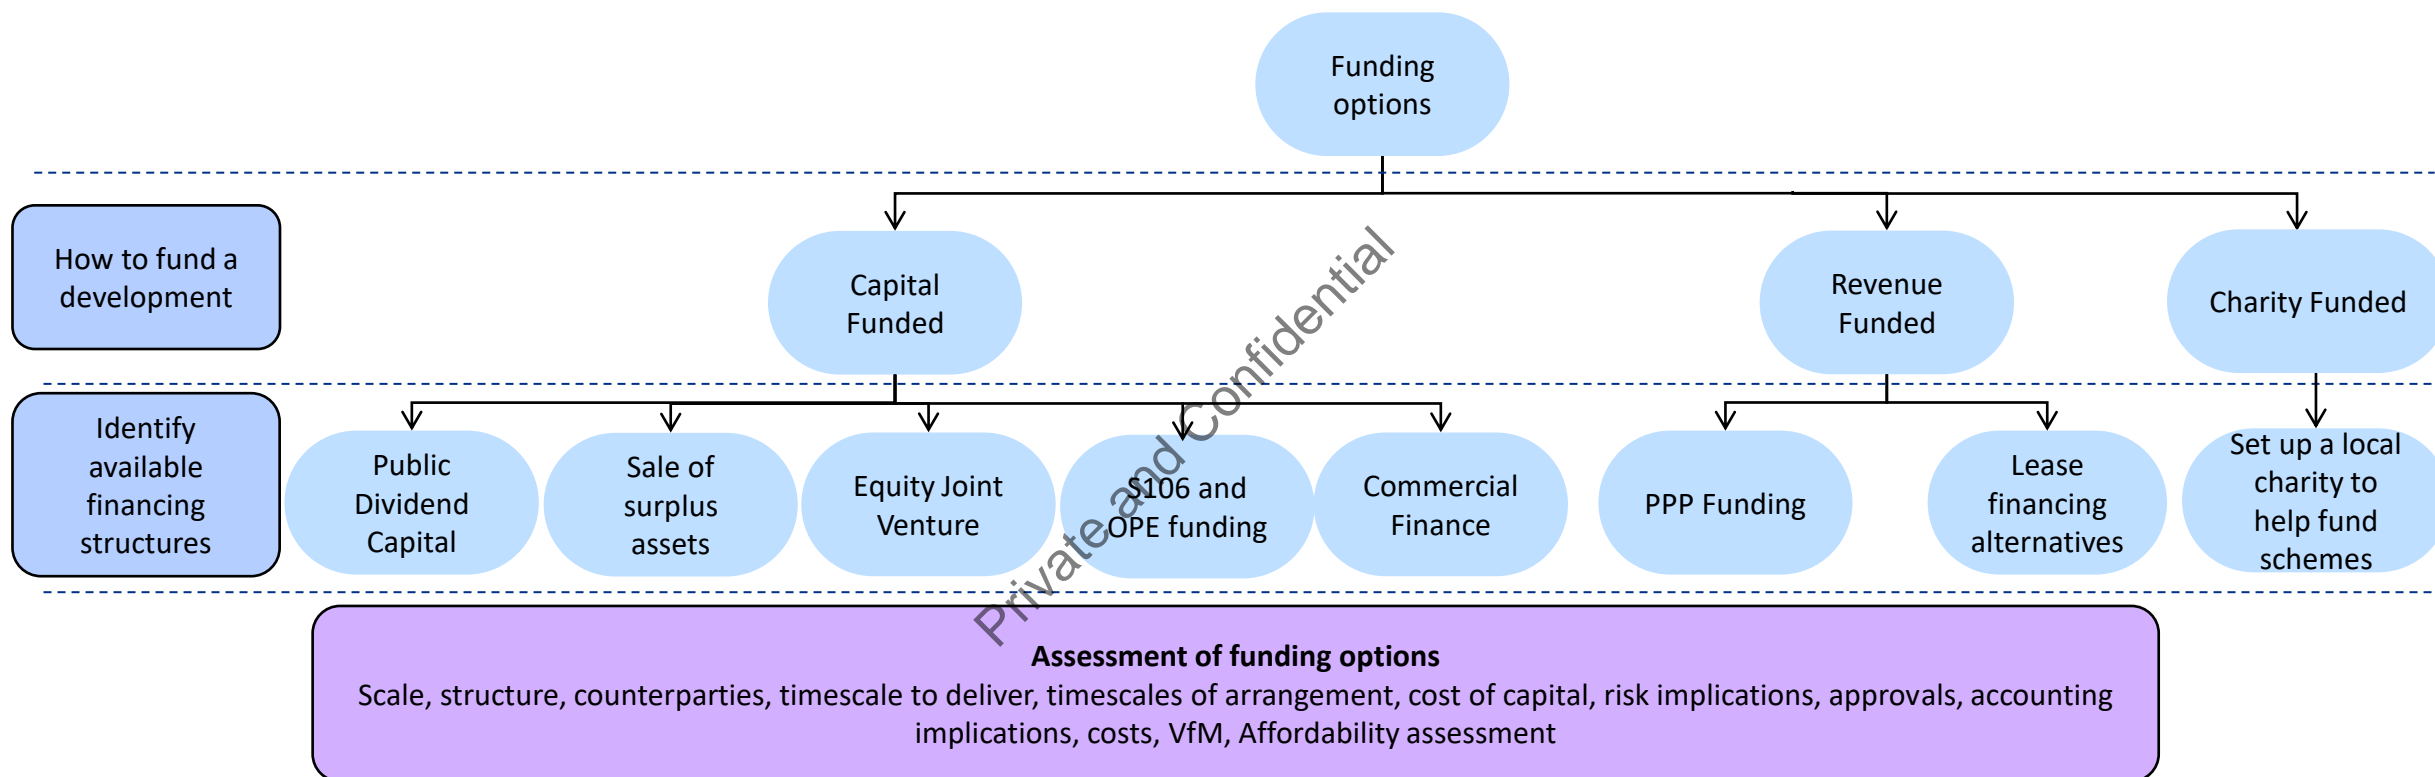 Funding
options
How to fund a
development
Capital
Funded
Revenue
Funded
Charity Funded
Identify
available
financing
structures
Public
Dividend
Capital
Sale of
surplus
assets
Equity Joint
Venture
S106 and
OPE funding
Commercial
Finance
PPP Funding
Lease
financing
alternatives
Set up a local
charity to
help fund
schemes
Private and Confidential
Assessment of funding options
Scale, structure, counterparties, timescale to deliver, timescales of arrangement, cost of capital, risk implications, approvals, accounting
implications, costs, VfM, Affordability assessment